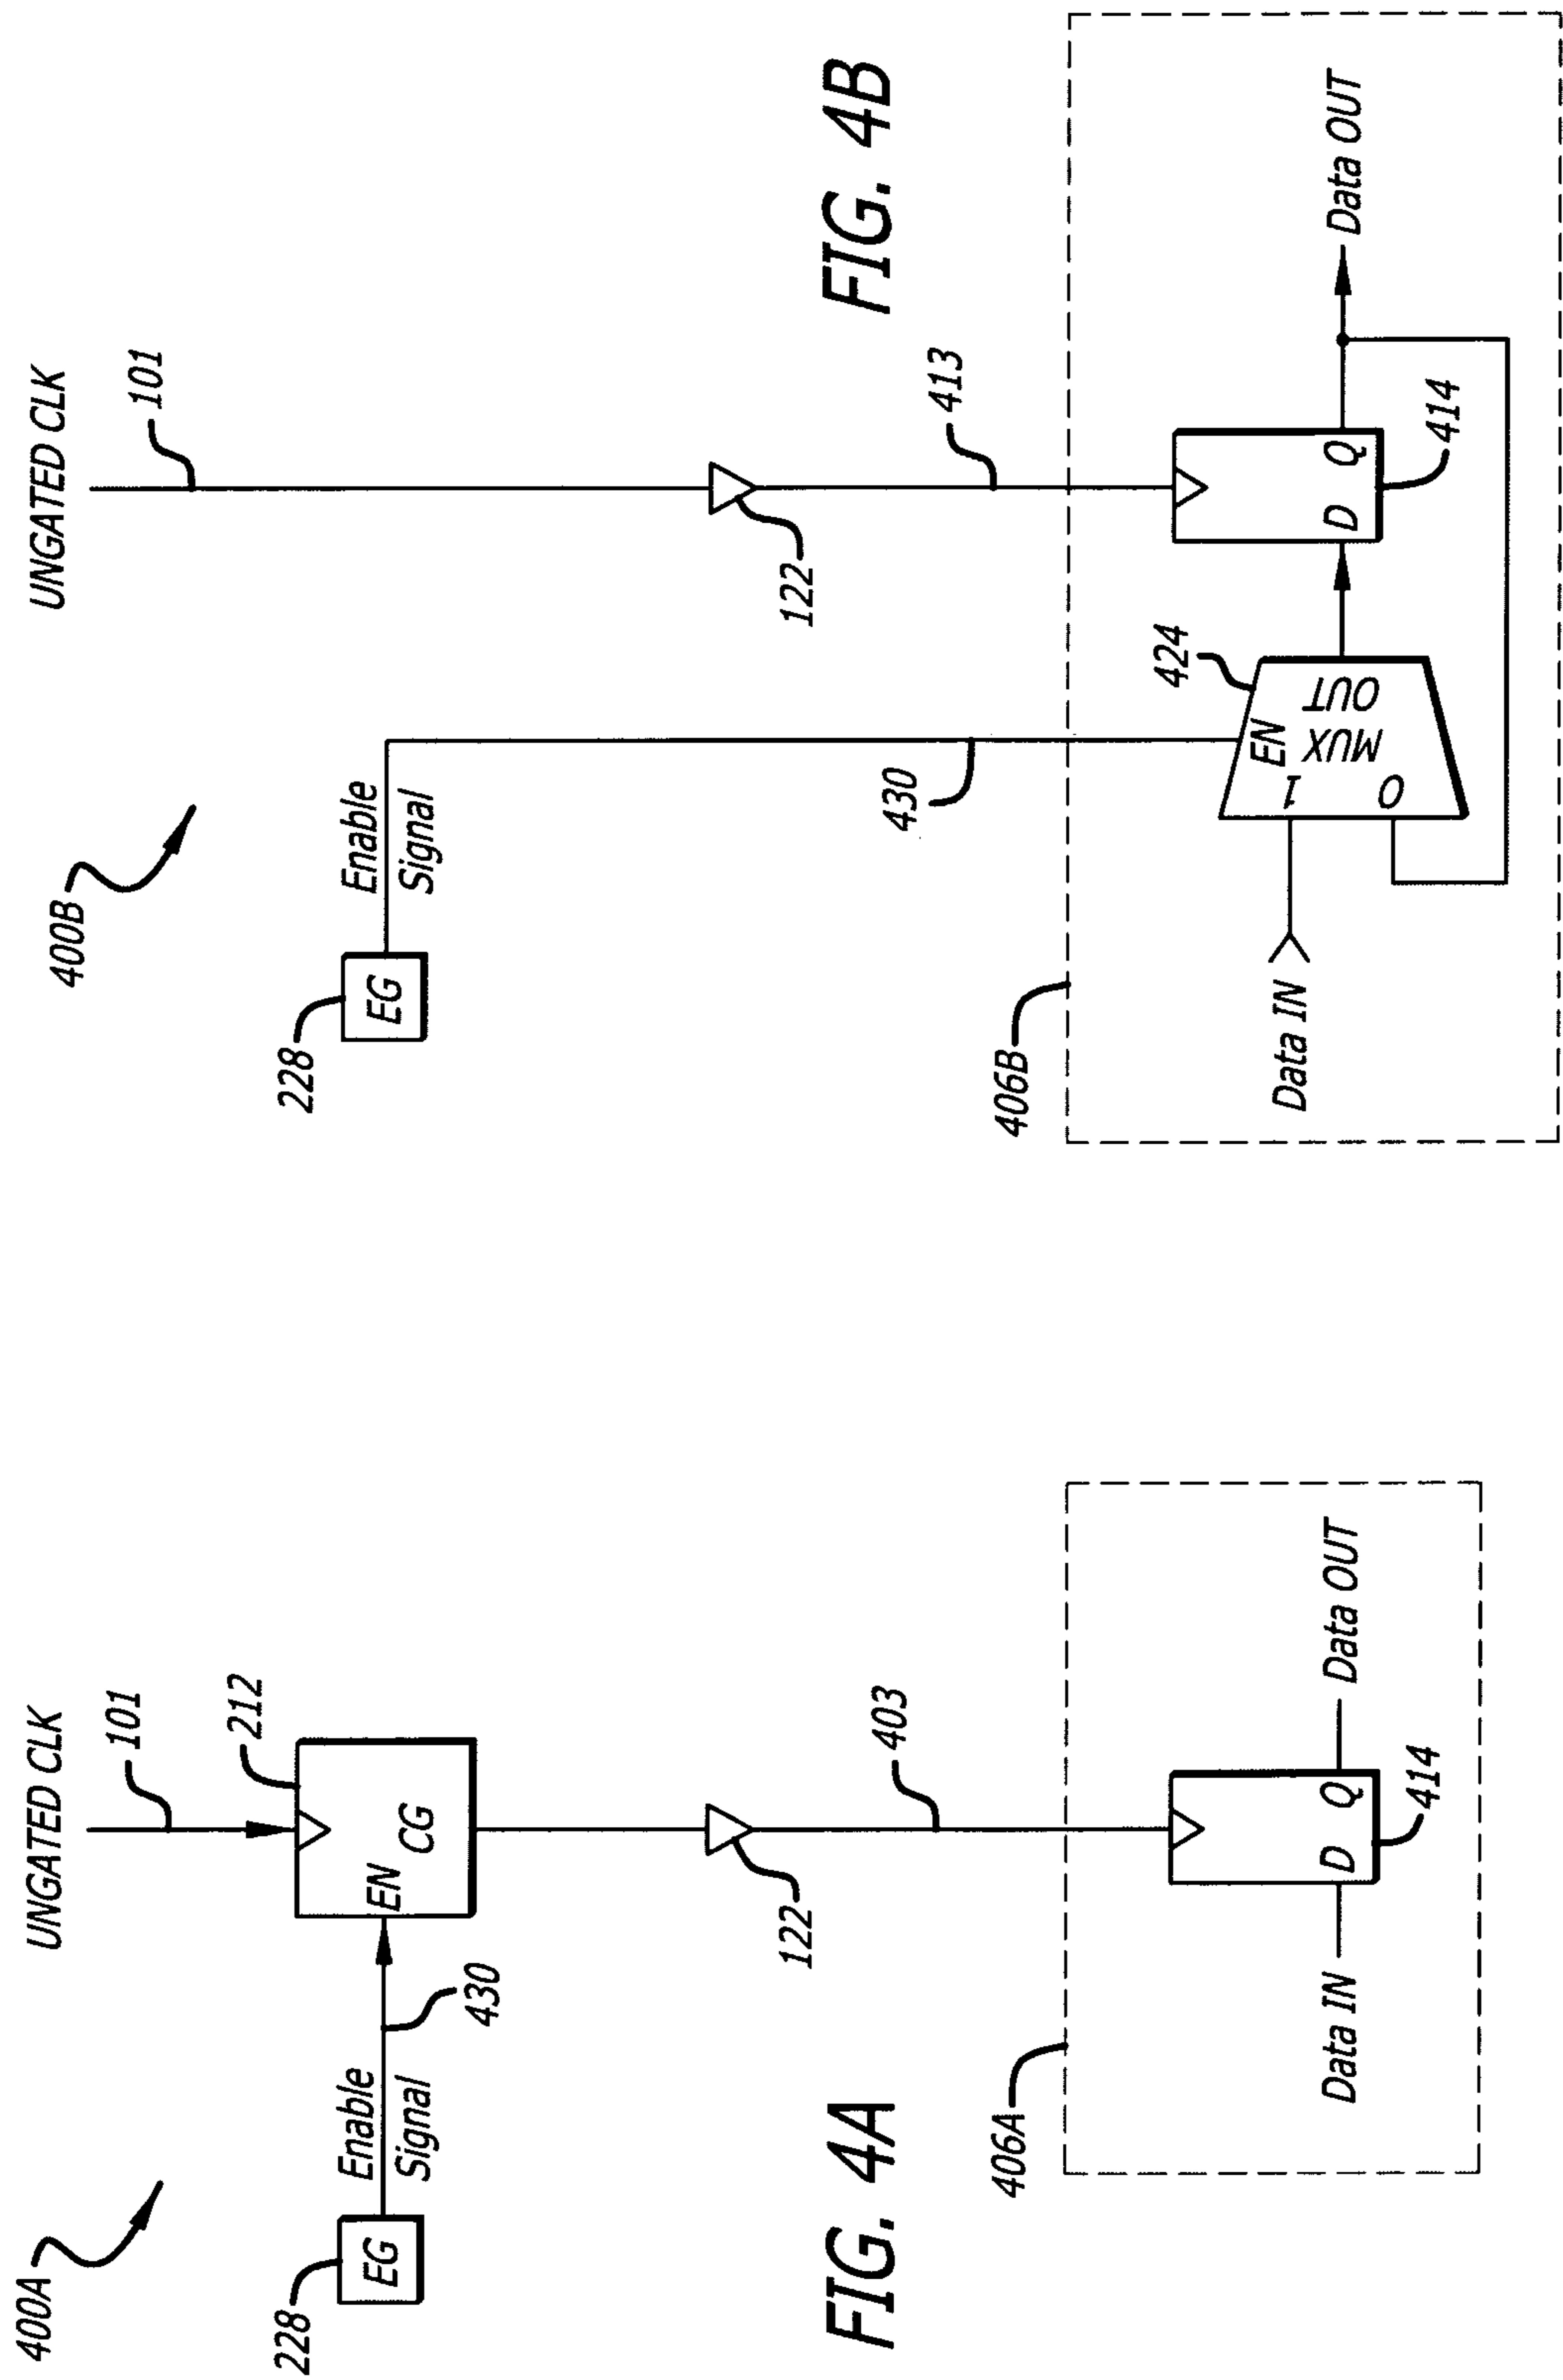 400A
UNGATED CLK
101
212
228
EG
Enable
Signal
430
EN
CG
122
403
FIG. 4A
406A
Data IN
D Q
Data OUT
414
400B
UNGATED CLK
101
228
EG
Enable
Signal
122
413
430
FIG. 4B
406B
424
Data IN
1
EN
MUX
OUT
0
D Q
Data OUT
414